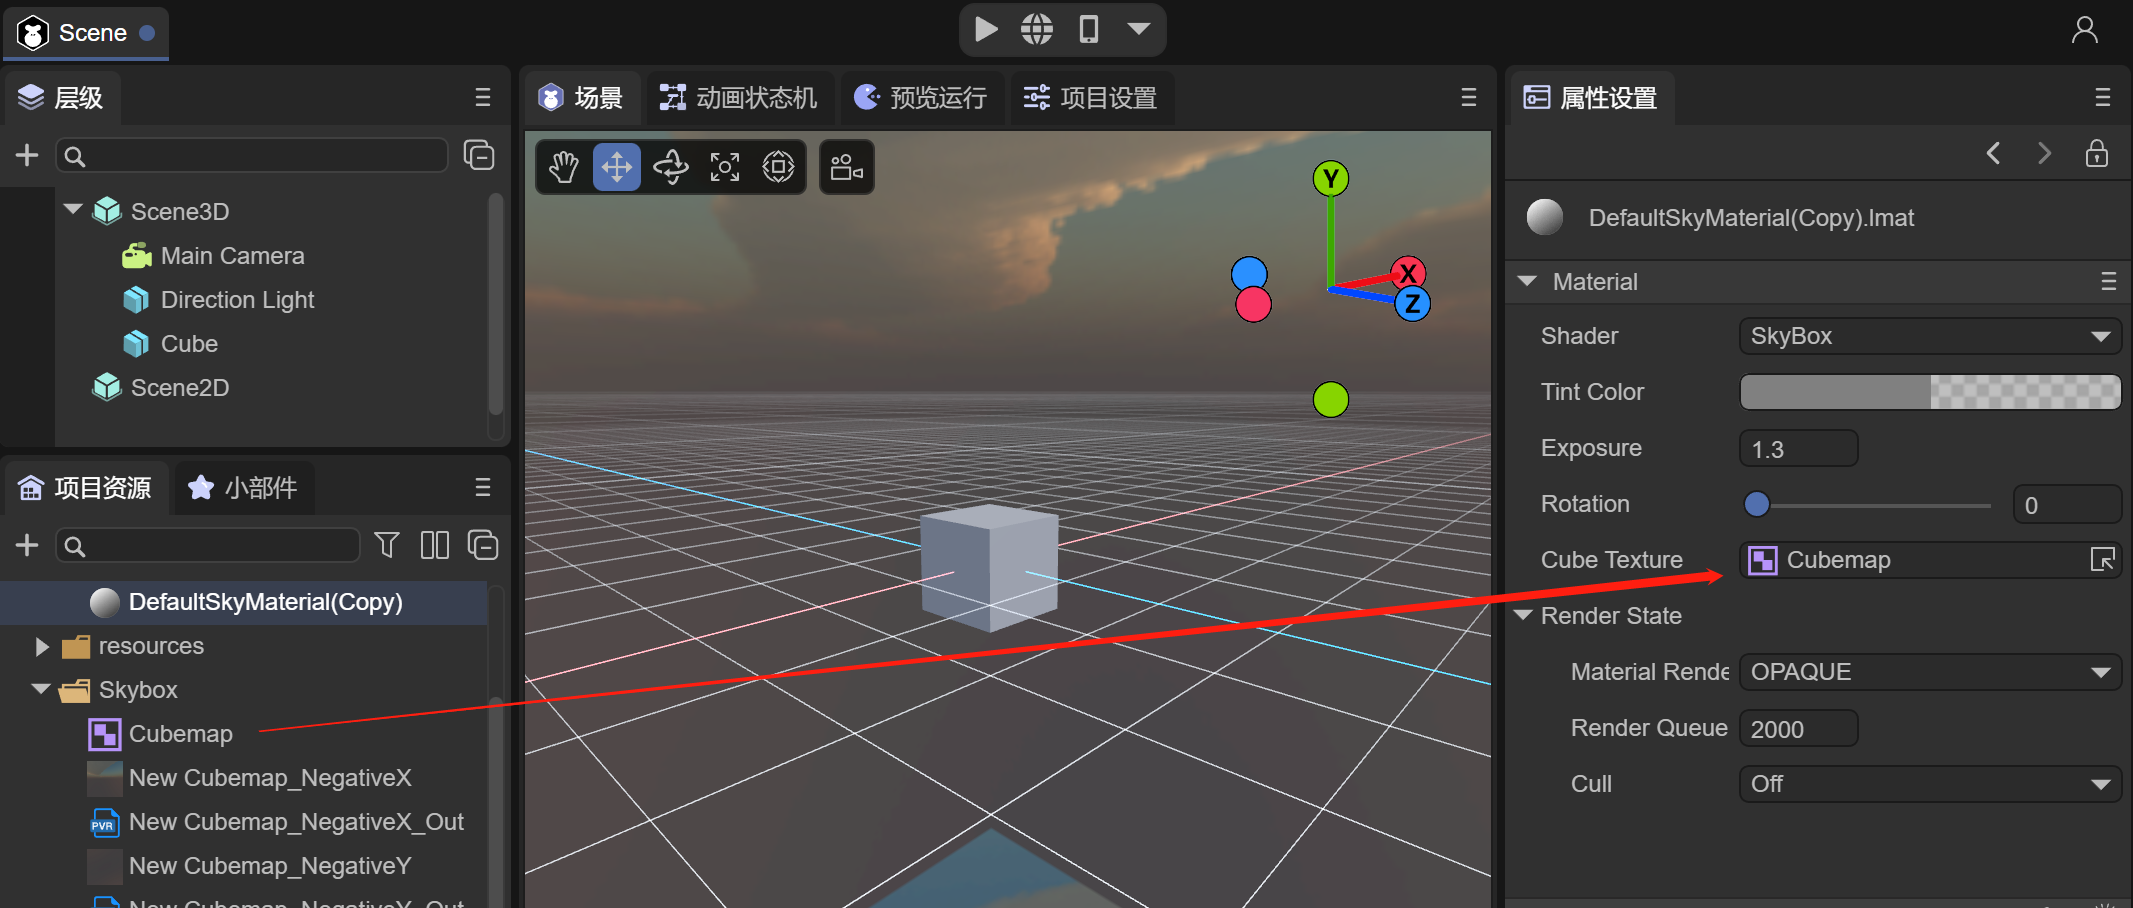 Scene
层级
场景
动画状态机
预览运行
项目设置
属性设置
Scene3D
Main Camera
Direction Light
Cube
Scene2D
Y
X
Z
项目资源
小部件
DefaultSkyMaterial(Copy)
resources
Skybox
Cubemap
New Cubemap_NegativeX
PVR
New Cubemap_NegativeX_Out
New Cubemap_NegativeY
New Cubemap_NegativeY_Out
DefaultSkyMaterial(Copy).lmat
Material
Shader
SkyBox
Tint Color
Exposure
1.3
Rotation
0
Cube Texture
Cubemap
Render State
Material Rende
OPAQUE
Render Queue
2000
Cull
Off